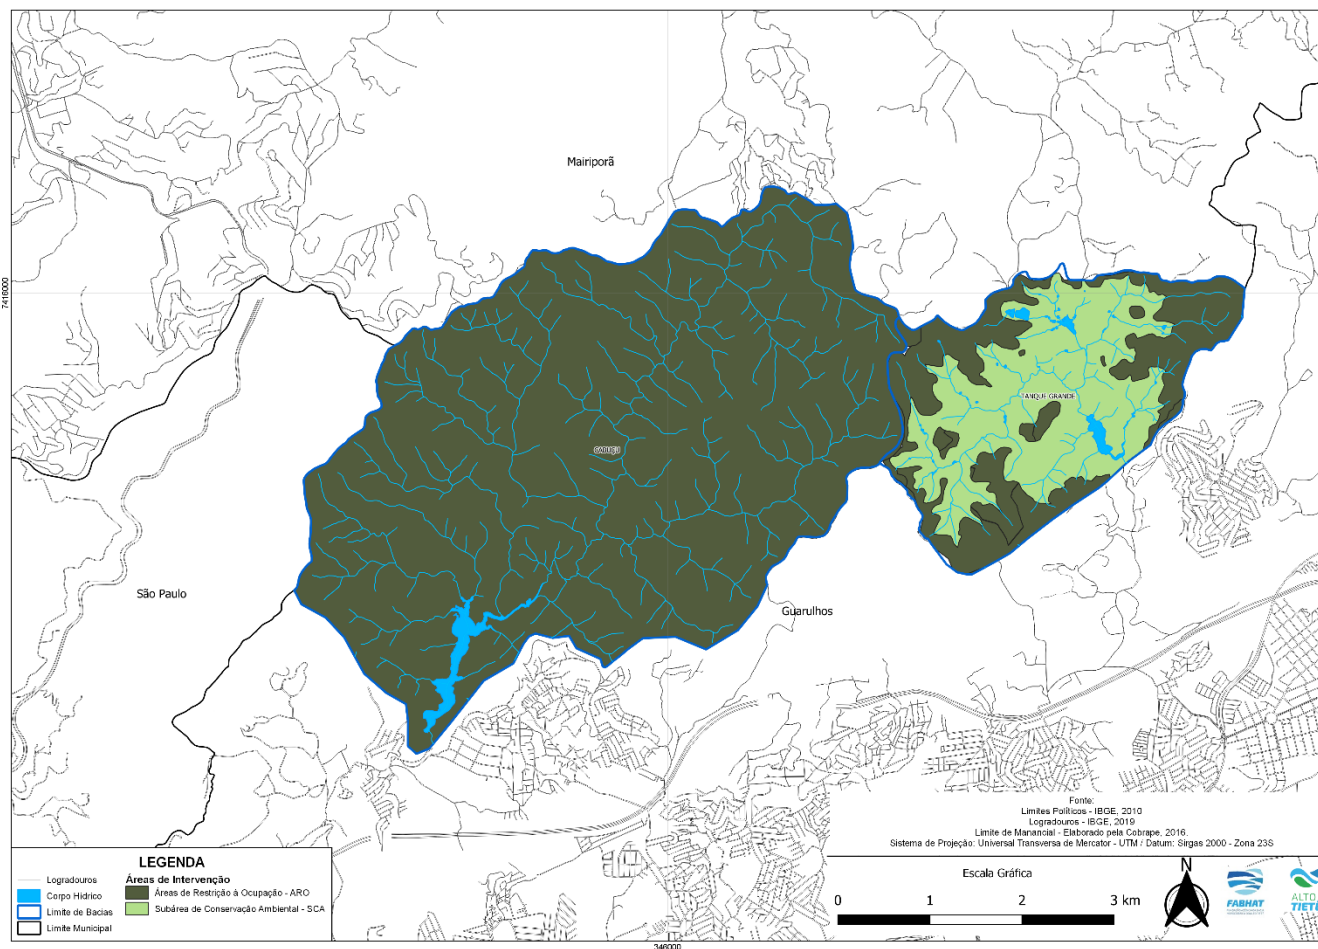 Mairiporã
7416000
TANQUE GRANDE
CABUÇU
São Paulo
Guarulhos
Fonte:
Limites Políticos - IBGE, 2010
Logradouros - IBGE, 2019
Limite de Manancial - Elaborado pela Cobrape, 2016.
Sistema de Projeção: Universal Transversa de Mercator - UTM / Datum: Sirgas 2000 - Zona 23S
LEGENDA
Logradouros
Corpo Hídrico
Limite de Bacias
Limite Municipal
Áreas de Intervenção
Áreas de Restrição à Ocupação - ARO
Subárea de Conservação Ambiental - SCA
Escala Gráfica
0 1 2 3 km
N
FABHAT
ALTO
TIETÊ
346000